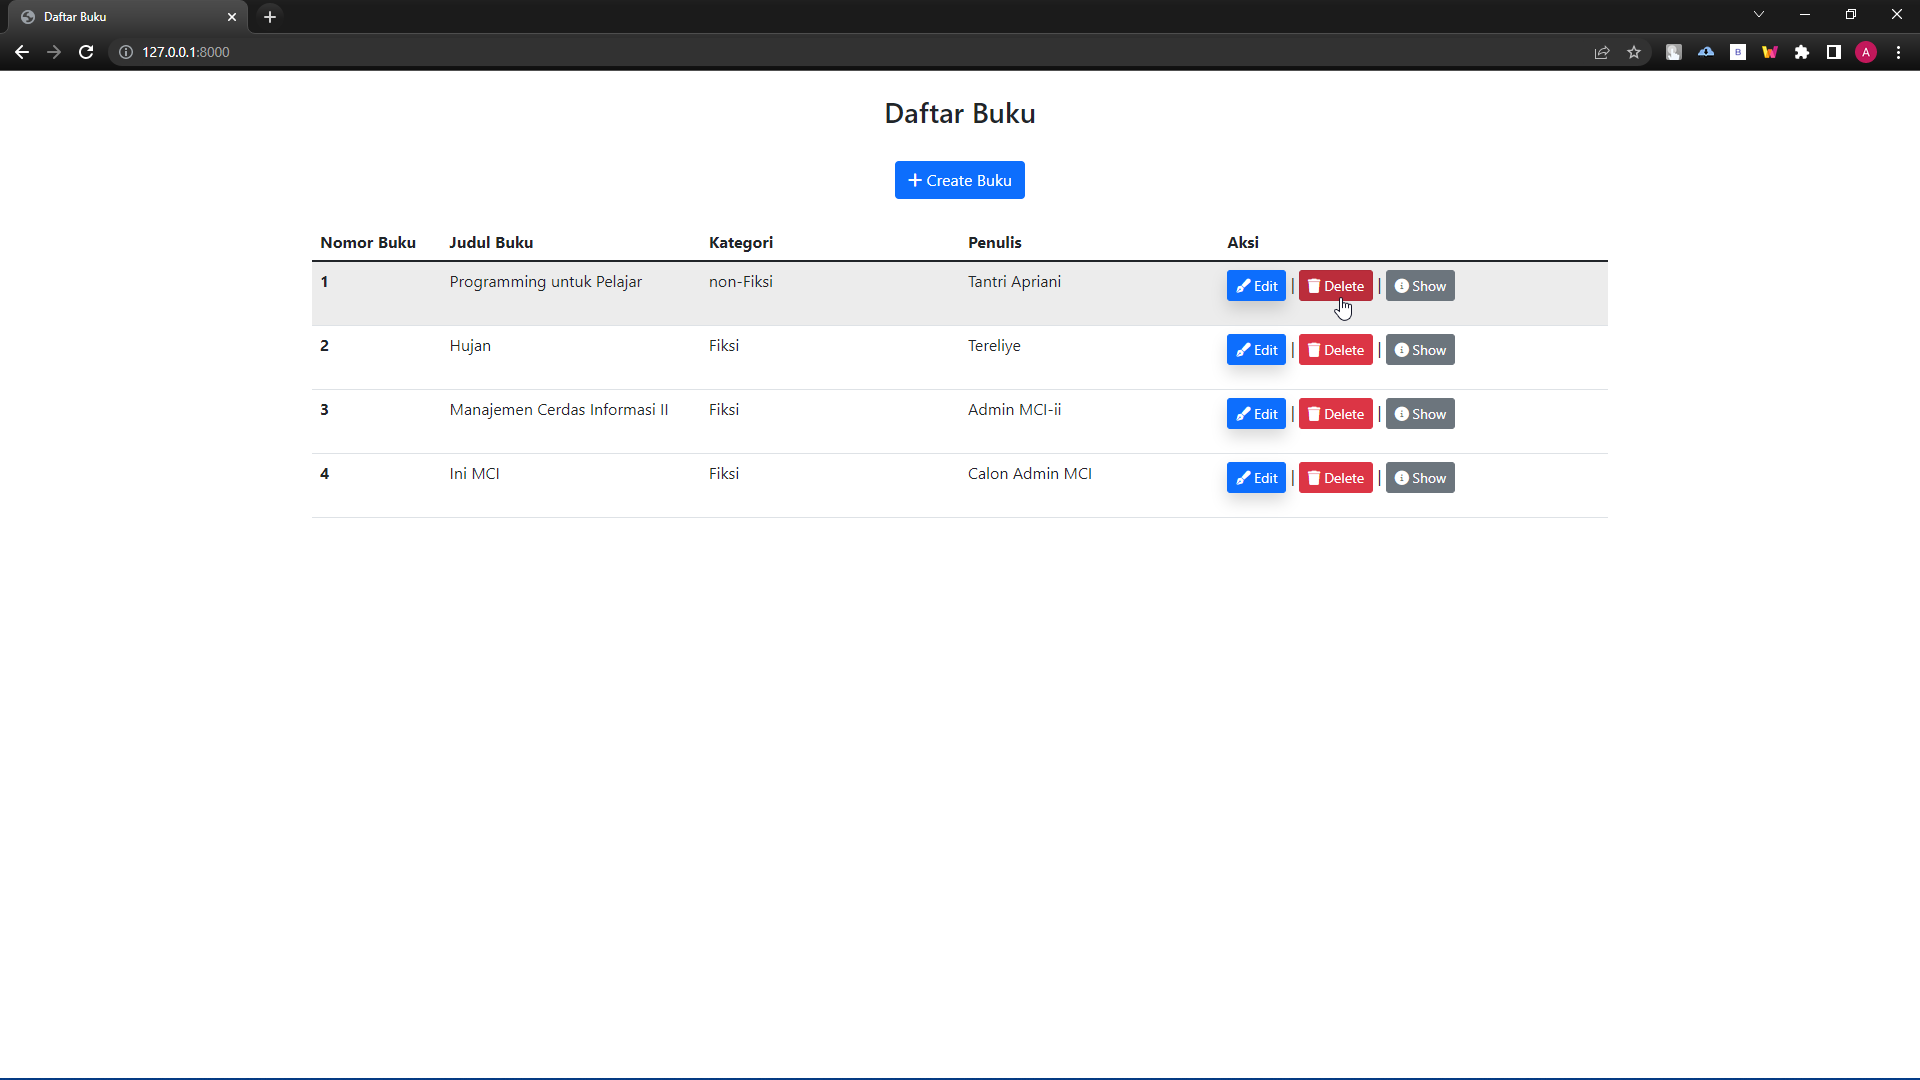 Daftar Buku
127.0.0.1:8000
B
A
Daftar Buku
Create Buku
Nomor Buku Judul Buku Kategori Penulis Aksi
1 Programming untuk Pelajar non-Fiksi Tantri Apriani Edit | Delete | Show
2 Hujan Fiksi Tereliye Edit | Delete | Show
3 Manajemen Cerdas Informasi II Fiksi Admin MCI-ii Edit | Delete | Show
4 Ini MCI Fiksi Calon Admin MCI Edit | Delete | Show